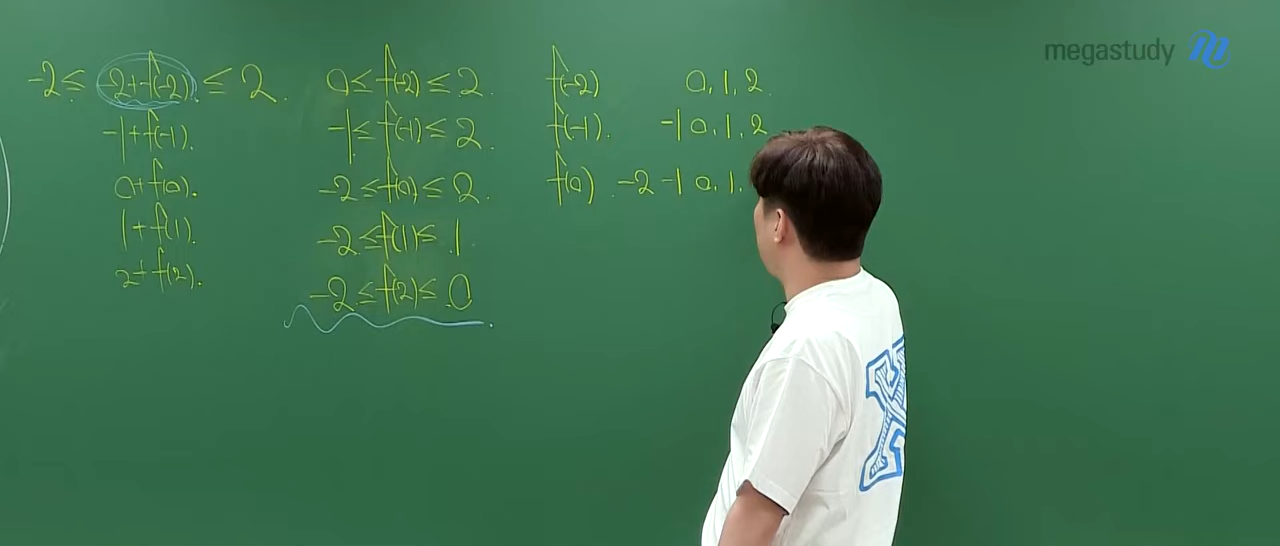 megastudy
-2 ≤ -2+f(-2) ≤ 2.
-1+f(-1).
0+f(0).
1+f(1).
2+f(2).
0 ≤ f(-2) ≤ 2.
-1 ≤ f(-1) ≤ 2.
-2 ≤ f(0) ≤ 2.
-2 ≤ f(1) ≤ 1.
-2 ≤ f(2) ≤ 0
f(-2) 0, 1, 2.
f(-1). -1 0, 1, 2
f(0). -2 -1 0, 1.